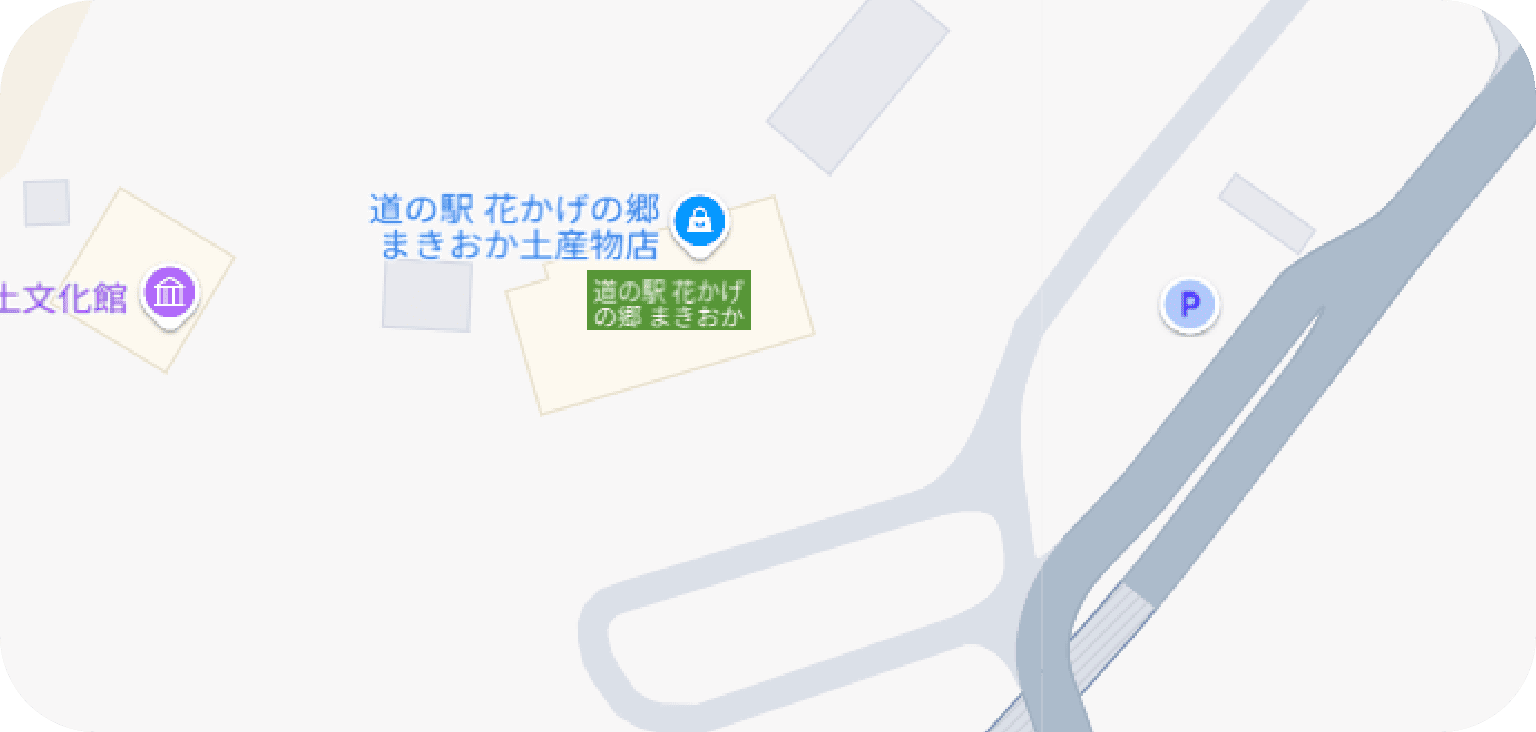 道の駅 花かげの郷
まきおか土産物店
道の駅 花かげ
の郷 まきおか
土文化館
P